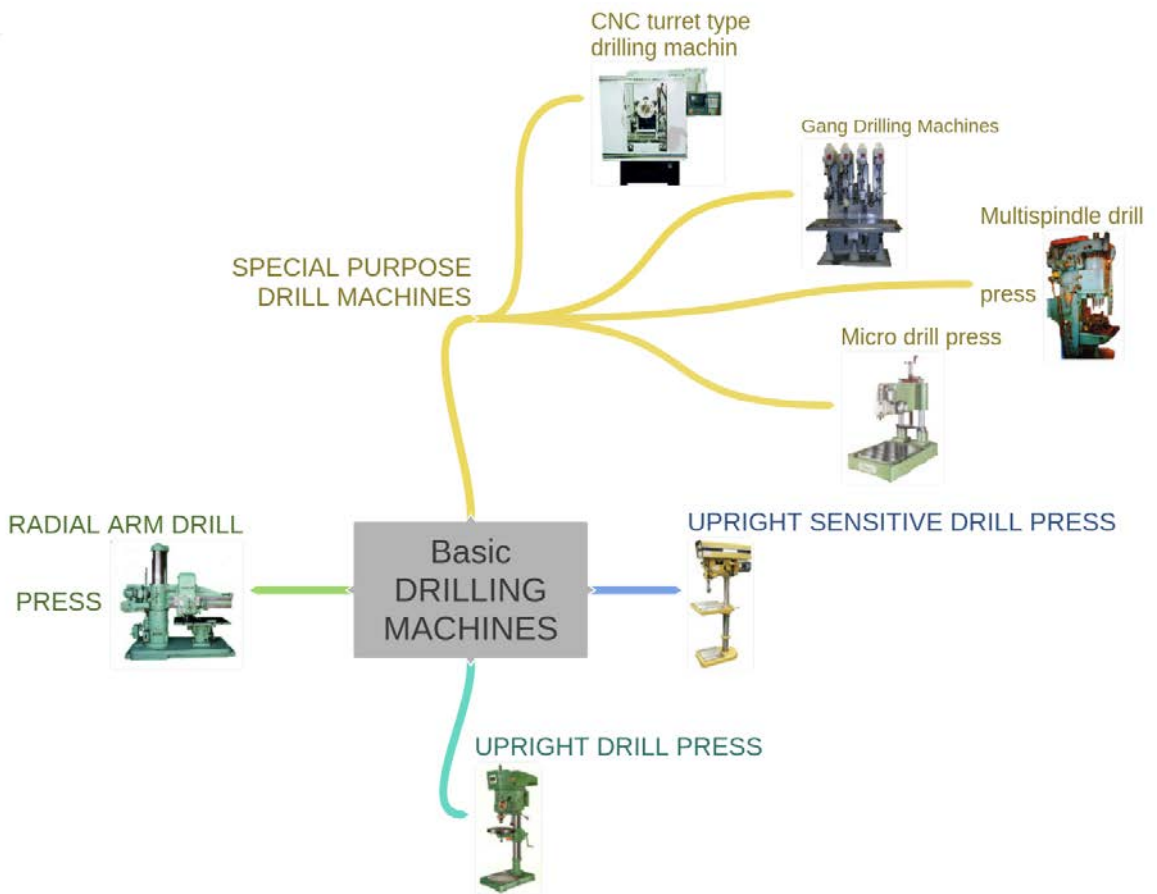 CNC turret type
drilling machin
Gang Drilling Machines
Multispindle drill
press
SPECIAL PURPOSE
DRILL MACHINES
Micro drill press
RADIAL ARM DRILL
PRESS
Basic
DRILLING
MACHINES
UPRIGHT SENSITIVE DRILL PRESS
UPRIGHT DRILL PRESS